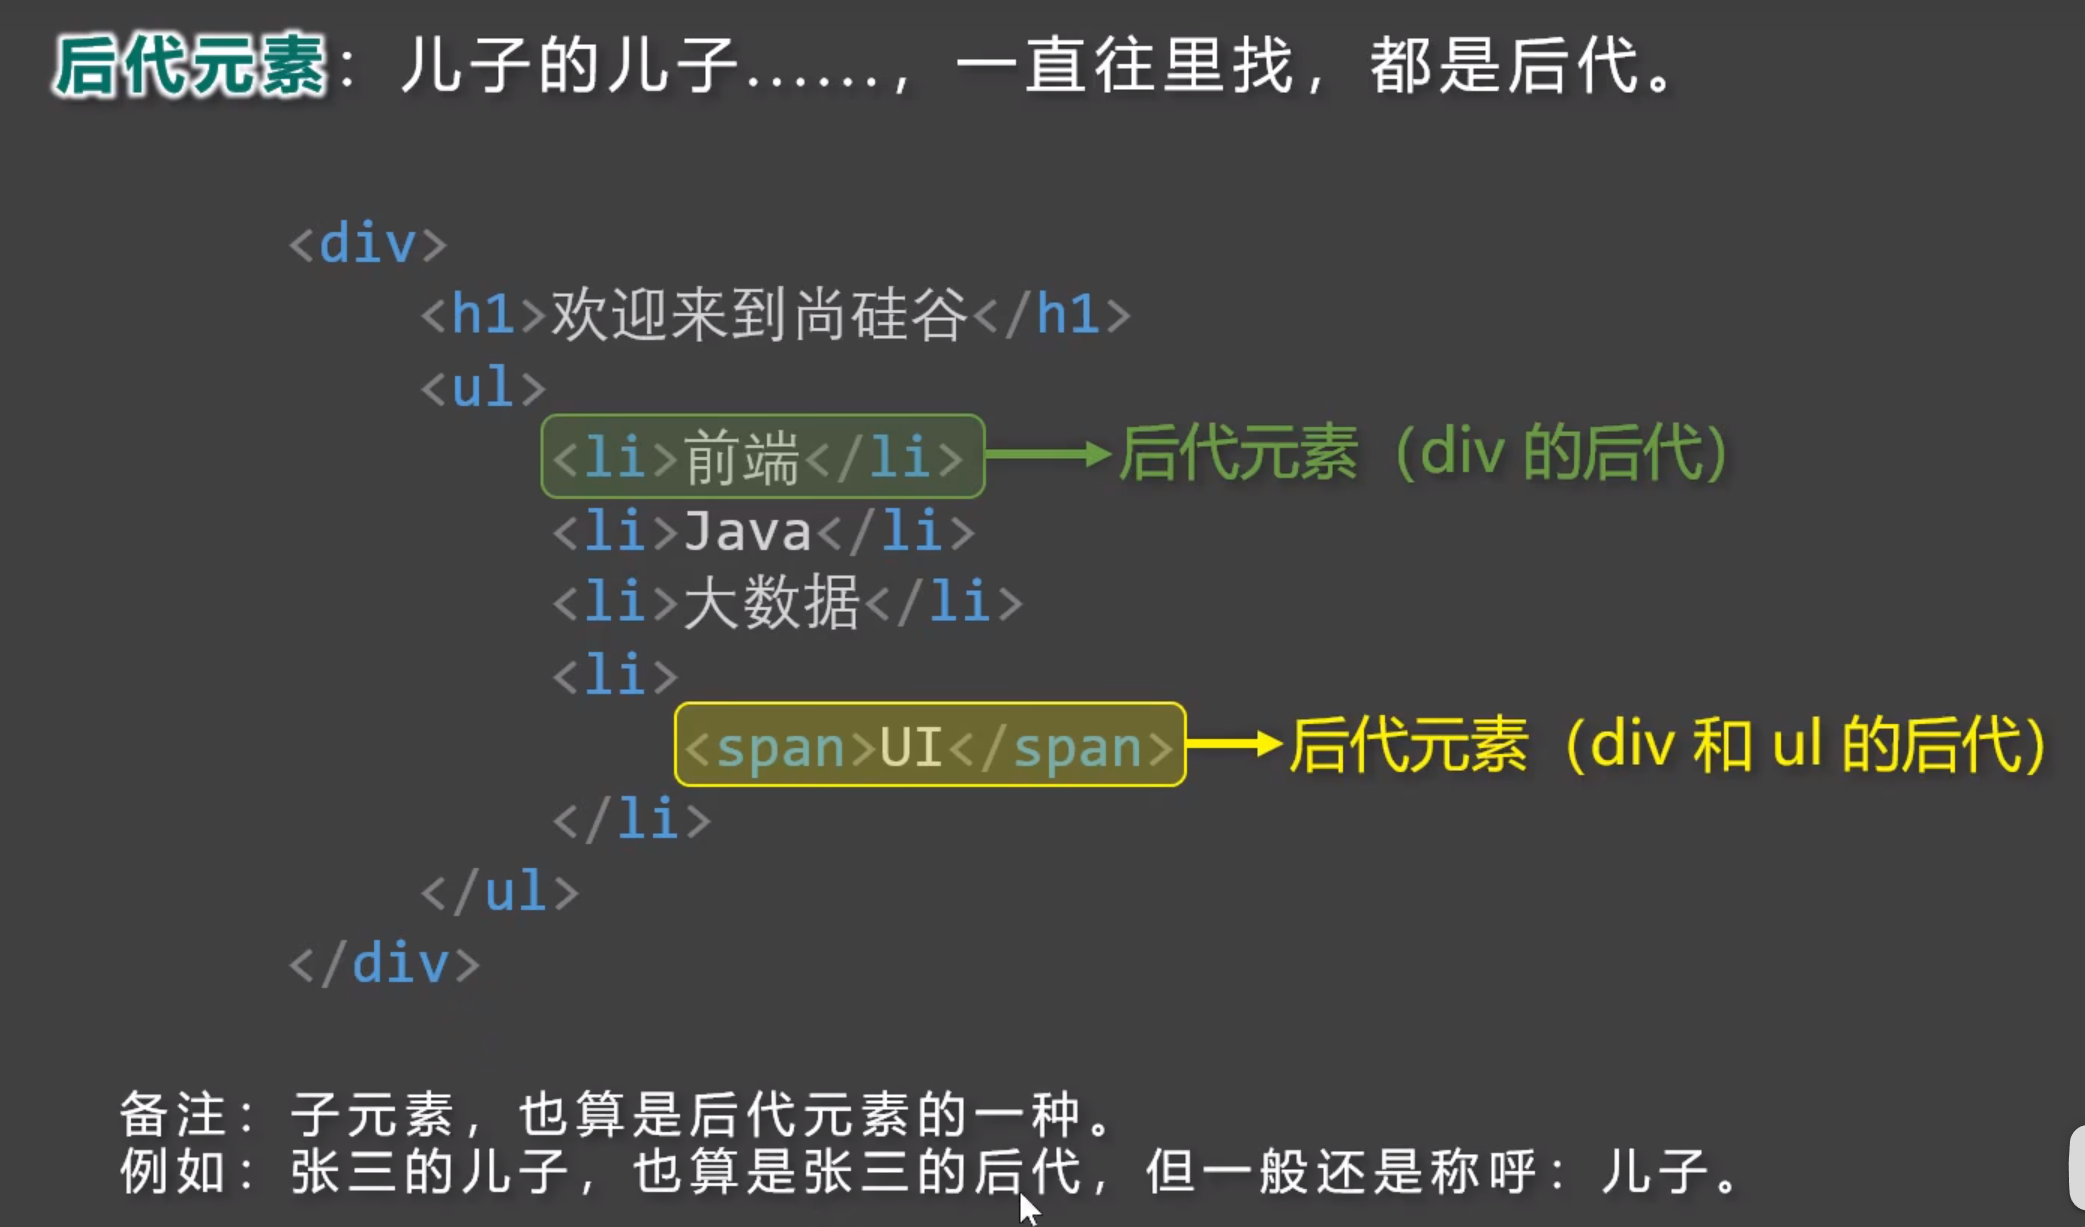 后代元素：儿子的儿子......，一直往里找，都是后代。
<div>
<h1>欢迎来到尚硅谷</h1>
<ul>
<li>前端</li> 后代元素（div 的后代）
<li>Java</li>
<li>大数据</li>
<li>
<span>UI</span> 后代元素（div 和 ul 的后代）
</li>
</ul>
</div>
备注：子元素，也算是后代元素的一种。
例如：张三的儿子，也算是张三的后代，但一般还是称呼：儿子。